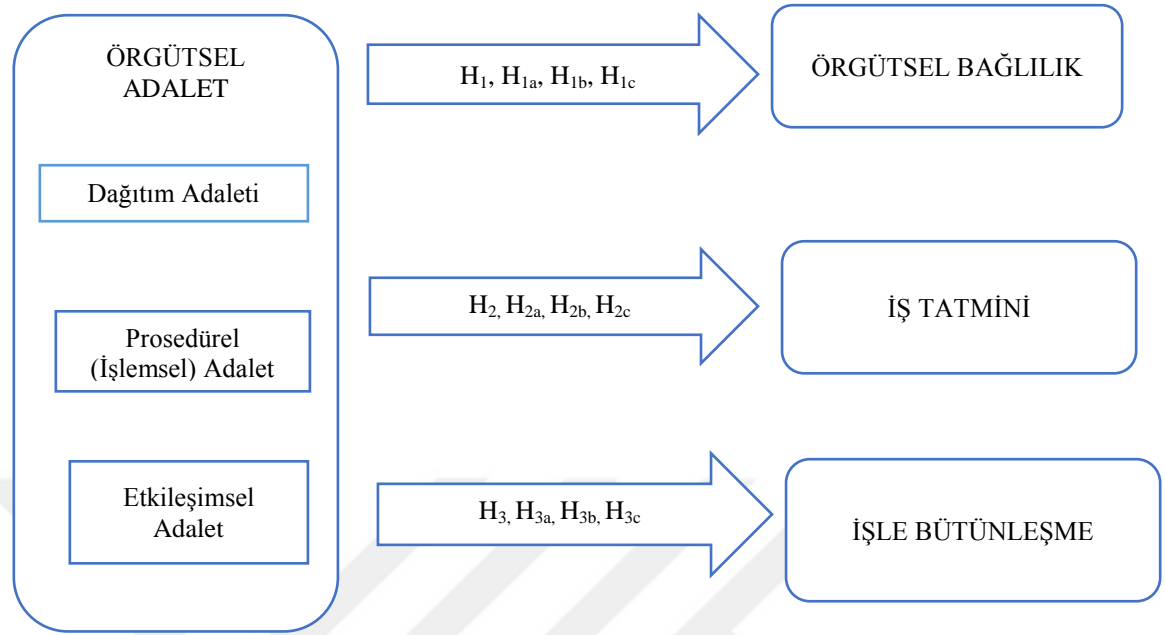 ÖRGÜTSEL
ADALET
Dağıtım Adaleti
Prosedürel
(İşlemsel) Adalet
Etkileşimsel
Adalet
H1, H1a, H1b, H1c
ÖRGÜTSEL BAĞLILIK
H2, H2a, H2b, H2c
İŞ TATMİNİ
H3, H3a, H3b, H3c
İŞLE BÜTÜNLEŞME